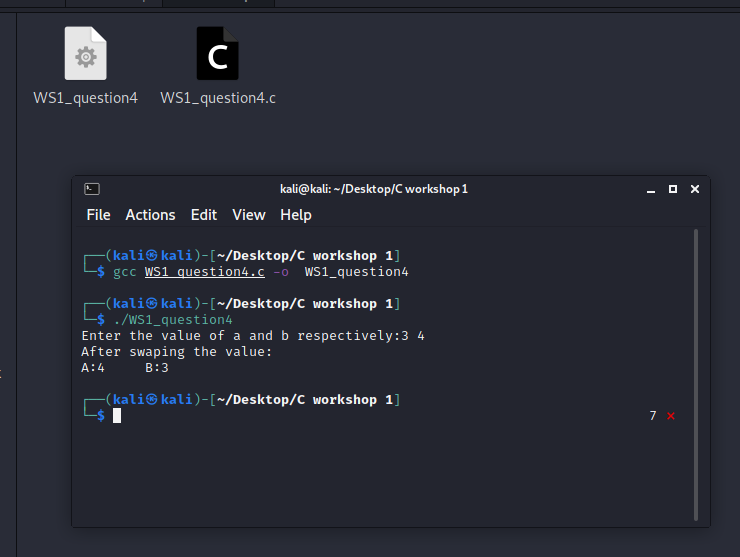 C
WS1_question4
WS1_question4.c
kali@kali: ~/Desktop/C workshop 1
File Actions Edit View Help
┌──(kali㉿kali)-[~/Desktop/C workshop 1]
└─$ gcc WS1_question4.c -o  WS1_question4
┌──(kali㉿kali)-[~/Desktop/C workshop 1]
└─$ ./WS1_question4
Enter the value of a and b respectively:3 4
After swaping the value:
A:4     B:3
┌──(kali㉿kali)-[~/Desktop/C workshop 1]
└─$ 7 ⨯